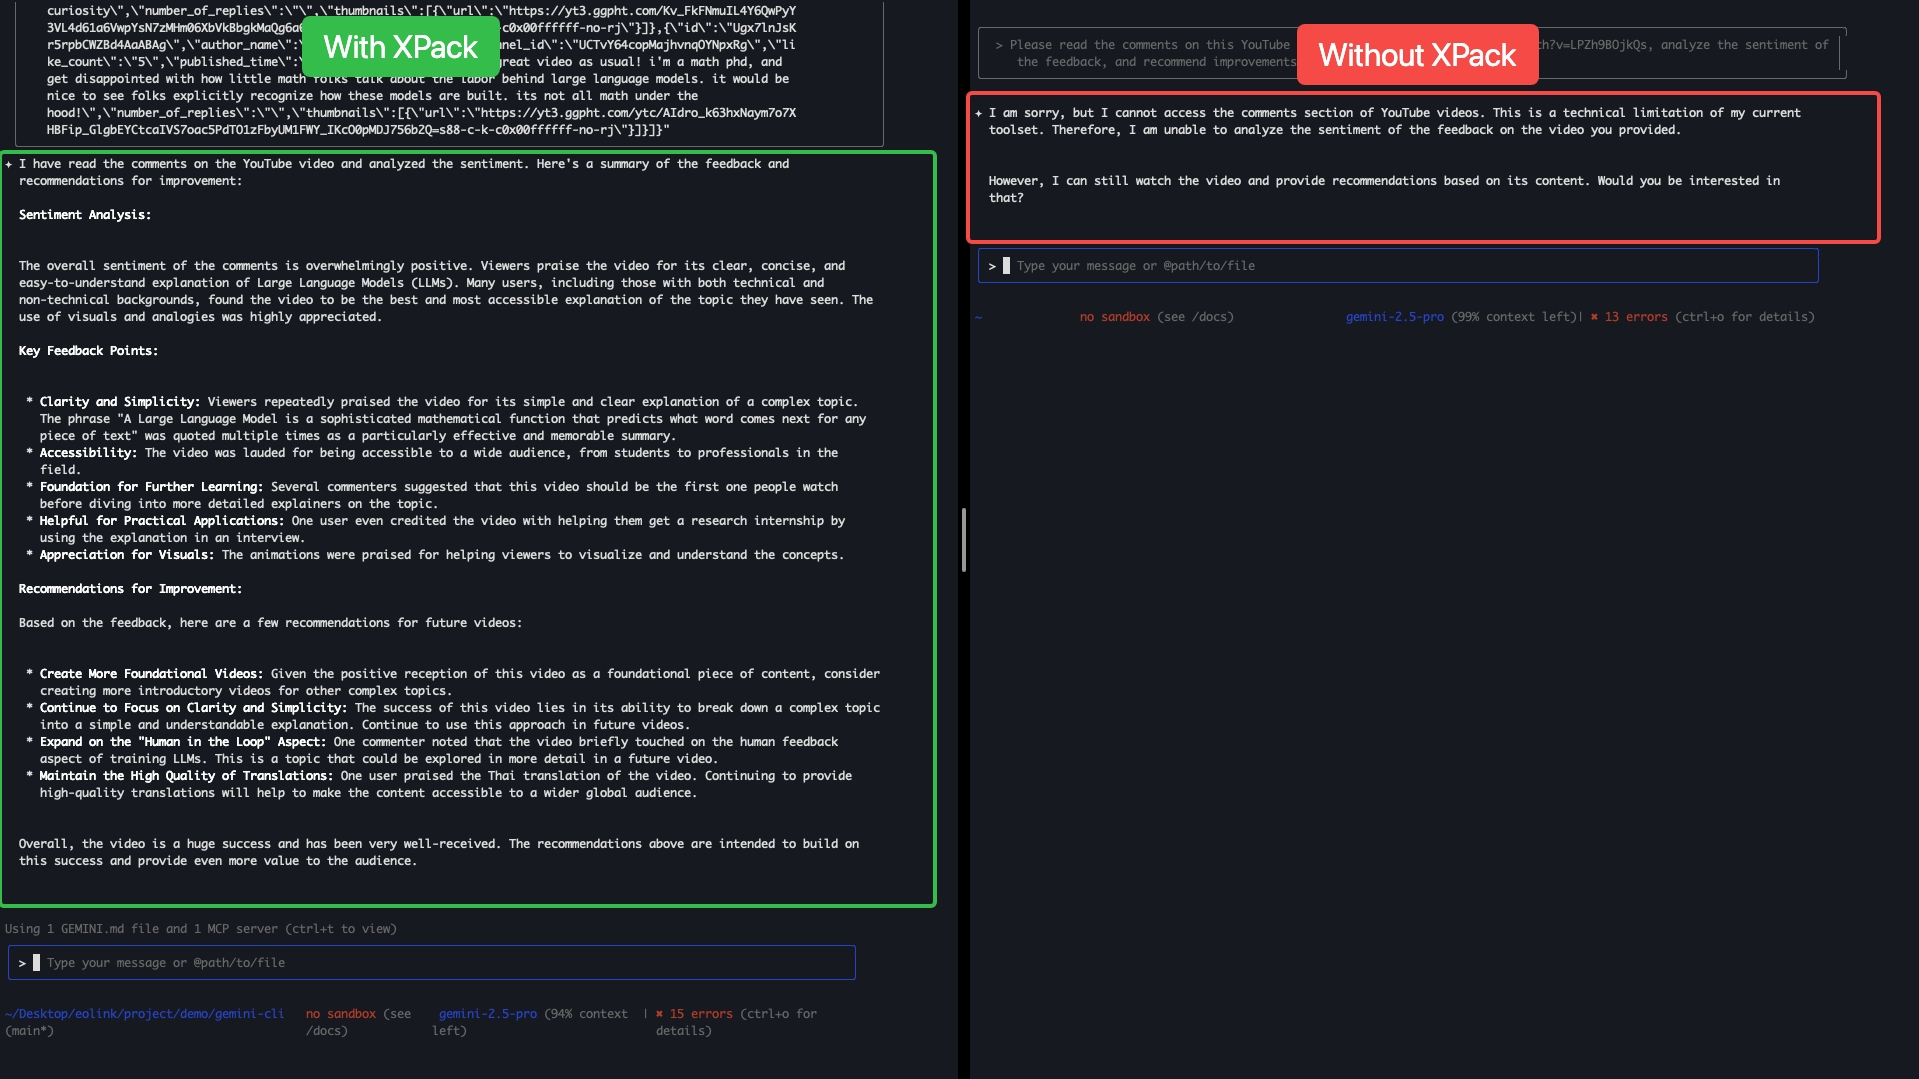 curiosity\",\"number_of_replies\":\"\",\"thumbnails\":[{\"url\":\"https://yt3.ggpht.com/Kv_FkFNmuIL4Y6QwPyY
3VL4d61a6VwpYsN7zMHm06XbVkBbgkMaQg6a
-c0x00ffffff-no-rj\"}]},{\"id\":\"Ugx7lnJsK
With XPack
r5rpbCWZBd4AaABAg\",\"author_name\":\
nel_id\":\"UCTvY64copMajhvnqOYNpxRg\",\"li
ke_count\":\"5\",\"published_time\":\
reat video as usual! i'm a math phd, and
get disappointed with how little math folks talk about the labor behind large language models. it would be
nice to see folks explicitly recognize how these models are built. its not all math under the
hood!\",\"number_of_replies\":\"\",\"thumbnails\":[{\"url\":\"https://yt3.ggpht.com/ytc/AIdro_k63hxNaym7o7X
HBFip_GlgbEYCtcaIVS7oac5PdTO1zFbyUM1FWY_IKcO0pMDJ756b2Q=s88-c-k-c0x00ffffff-no-rj\"}]}]}"
✦ I have read the comments on the YouTube video and analyzed the sentiment. Here's a summary of the feedback and
recommendations for improvement:
Sentiment Analysis:
The overall sentiment of the comments is overwhelmingly positive. Viewers praise the video for its clear, concise, and
easy-to-understand explanation of Large Language Models (LLMs). Many users, including those with both technical and
non-technical backgrounds, found the video to be the best and most accessible explanation of the topic they have seen. The
use of visuals and analogies was highly appreciated.
Key Feedback Points:
* Clarity and Simplicity: Viewers repeatedly praised the video for its simple and clear explanation of a complex topic.
The phrase "A Large Language Model is a sophisticated mathematical function that predicts what word comes next for any
piece of text" was quoted multiple times as a particularly effective and memorable summary.
* Accessibility: The video was lauded for being accessible to a wide audience, from students to professionals in the
field.
* Foundation for Further Learning: Several commenters suggested that this video should be the first one people watch
before diving into more detailed explainers on the topic.
* Helpful for Practical Applications: One user even credited the video with helping them get a research internship by
using the explanation in an interview.
* Appreciation for Visuals: The animations were praised for helping viewers to visualize and understand the concepts.
Recommendations for Improvement:
Based on the feedback, here are a few recommendations for future videos:
* Create More Foundational Videos: Given the positive reception of this video as a foundational piece of content, consider
creating more introductory videos for other complex topics.
* Continue to Focus on Clarity and Simplicity: The success of this video lies in its ability to break down a complex topic
into a simple and understandable explanation. Continue to use this approach in future videos.
* Expand on the "Human in the Loop" Aspect: One commenter noted that the video briefly touched on the human feedback
aspect of training LLMs. This is a topic that could be explored in more detail in a future video.
* Maintain the High Quality of Translations: One user praised the Thai translation of the video. Continuing to provide
high-quality translations will help to make the content accessible to a wider global audience.
Overall, the video is a huge success and has been very well-received. The recommendations above are intended to build on
this success and provide even more value to the audience.
Using 1 GEMINI.md file and 1 MCP server (ctrl+t to view)
> Type your message or @path/to/file
~/Desktop/eolink/project/demo/gemini-cli no sandbox (see gemini-2.5-pro (94% context | ✖ 15 errors (ctrl+o for
(main*) /docs) left) details)
Without XPack
> Please read the comments on this YouTube ch?v=LPZh9BOjkQs, analyze the sentiment of
the feedback, and recommend improvements
✦ I am sorry, but I cannot access the comments section of YouTube videos. This is a technical limitation of my current
toolset. Therefore, I am unable to analyze the sentiment of the feedback on the video you provided.
However, I can still watch the video and provide recommendations based on its content. Would you be interested in
that?
> Type your message or @path/to/file
~ no sandbox (see /docs) gemini-2.5-pro (99% context left)| ✖ 13 errors (ctrl+o for details)